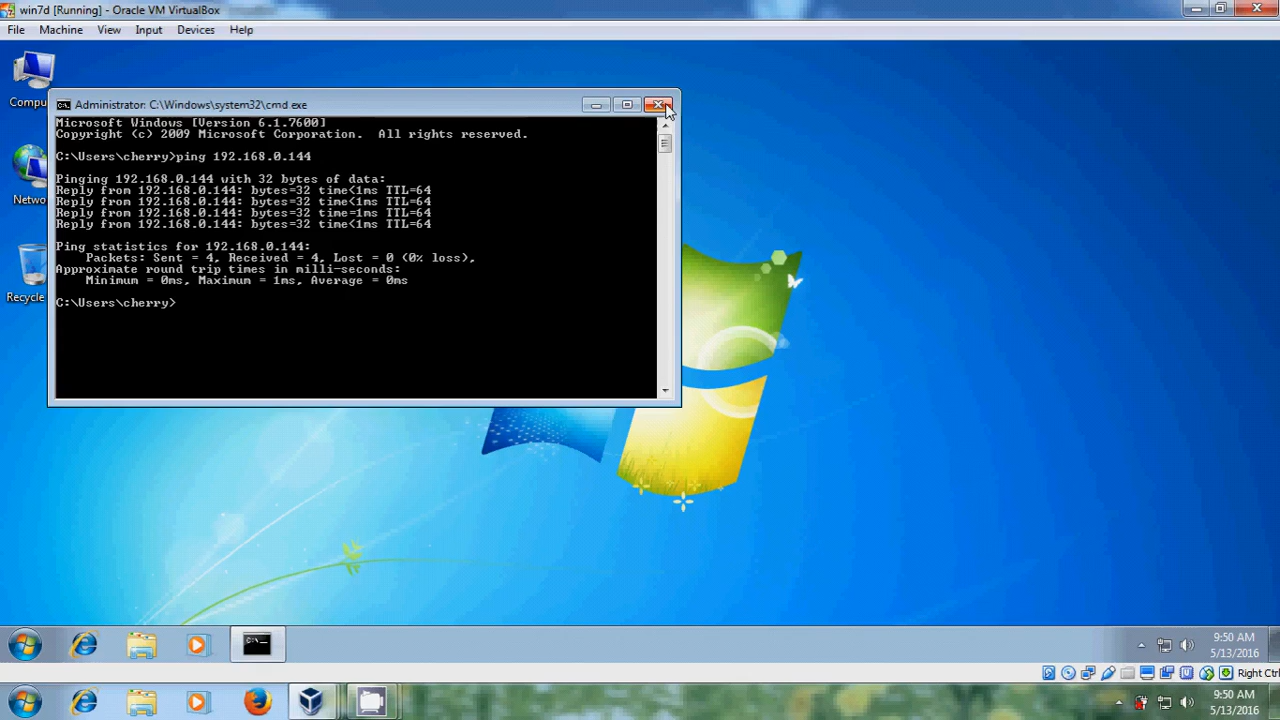 win7d [Running] - Oracle VM VirtualBox
File Machine View Input Devices Help
Compu
Administrator: C:\Windows\system32\cmd.exe
Microsoft Windows [Version 6.1.7600]
Copyright (c) 2009 Microsoft Corporation.  All rights reserved.
C:\Users\cherry>ping 192.168.0.144
Pinging 192.168.0.144 with 32 bytes of data:
Reply from 192.168.0.144: bytes=32 time<1ms TTL=64
Reply from 192.168.0.144: bytes=32 time<1ms TTL=64
Reply from 192.168.0.144: bytes=32 time=1ms TTL=64
Reply from 192.168.0.144: bytes=32 time<1ms TTL=64
Ping statistics for 192.168.0.144:
Packets: Sent = 4, Received = 4, Lost = 0 (0% loss),
Approximate round trip times in milli-seconds:
Minimum = 0ms, Maximum = 1ms, Average = 0ms
C:\Users\cherry>
Netwo
Recycle
9:50 AM
5/13/2016
Right Ctrl
9:50 AM
5/13/2016